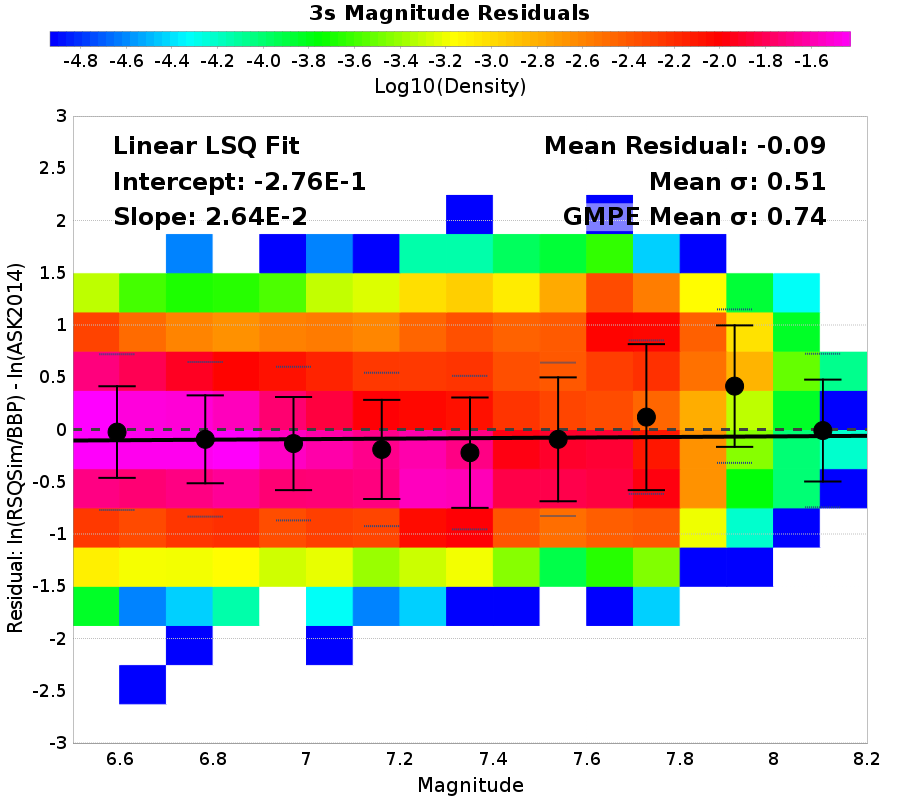 3s Magnitude Residuals
-4.8 -4.6 -4.4 -4.2 -4.0 -3.8 -3.6 -3.4 -3.2 -3.0 -2.8 -2.6 -2.4 -2.2 -2.0 -1.8 -1.6
Log10(Density)
Linear LSQ Fit
Intercept: -2.76E-1
Slope: 2.64E-2
Mean Residual: -0.09
Mean σ: 0.51
GMPE Mean σ: 0.74
Residual: ln(RSQSim/BBP) - ln(ASK2014)
3
2.5
2
1.5
1
0.5
0
-0.5
-1
-1.5
-2
-2.5
-3
6.6 6.8 7 7.2 7.4 7.6 7.8 8 8.2
Magnitude